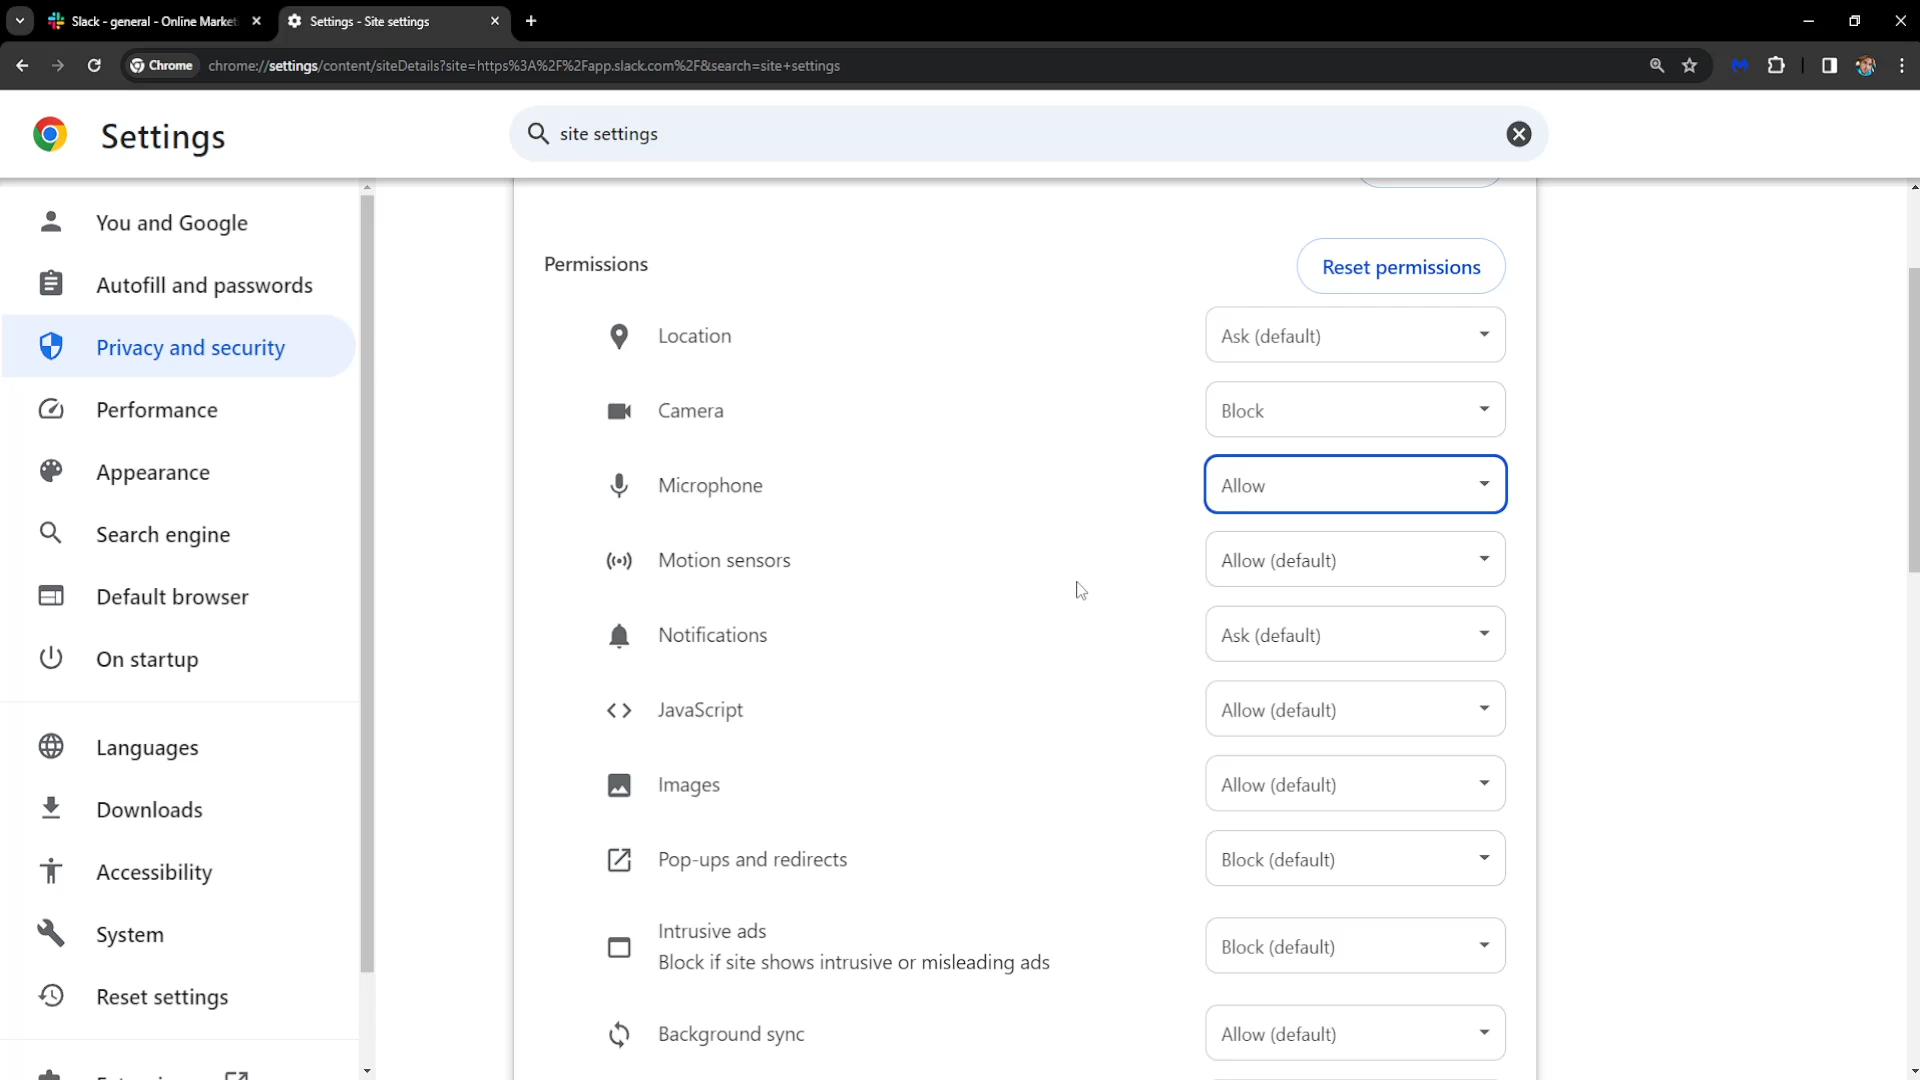 Slack - general - Online Market
Settings - Site settings
Chrome
chrome://settings/content/siteDetails?site=https%3A%2F%2Fapp.slack.com%2F&search=site+settings
Settings
site settings
You and Google
Autofill and passwords
Privacy and security
Performance
Appearance
Search engine
Default browser
On startup
Languages
Downloads
Accessibility
System
Reset settings
Permissions
Reset permissions
Location
Ask (default)
Camera
Block
Microphone
Allow
Motion sensors
Allow (default)
Notifications
Ask (default)
JavaScript
Allow (default)
Images
Allow (default)
Pop-ups and redirects
Block (default)
Intrusive ads
Block if site shows intrusive or misleading ads
Block (default)
Background sync
Allow (default)